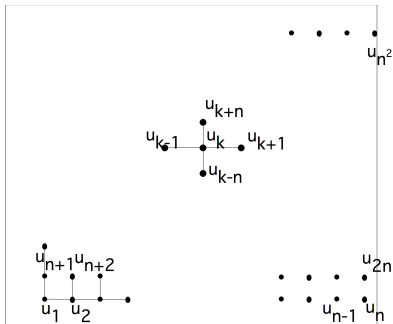 u_{n^2}
u_{k+n}
u_{k-1} u_k u_{k+1}
u_{k-n}
u_{n+1} u_{n+2} u_{2n}
u_1 u_2 u_{n-1} u_n